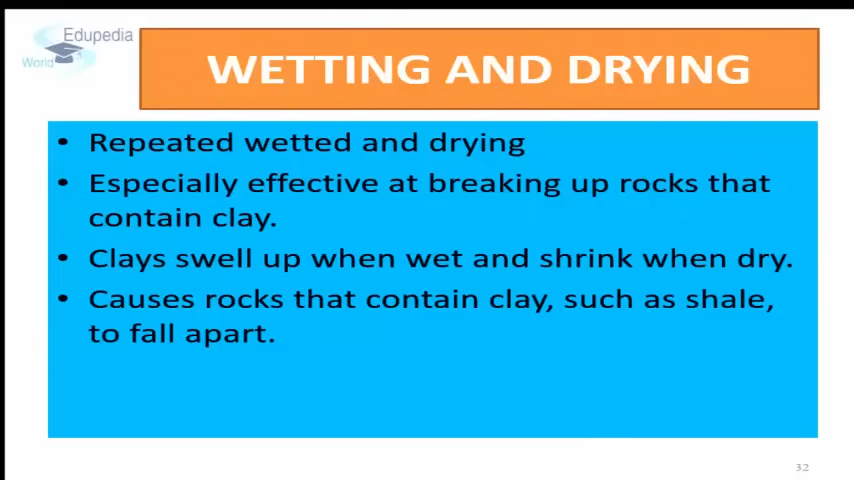 Edupedia
World
WETTING AND DRYING
• Repeated wetted and drying
• Especially effective at breaking up rocks that
contain clay.
• Clays swell up when wet and shrink when dry.
• Causes rocks that contain clay, such as shale,
to fall apart.
32